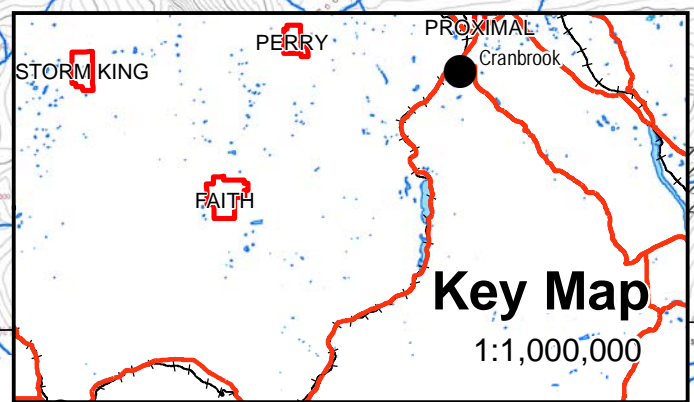 PROXIMAL
PERRY
Cranbrook
STORM KING
FAITH
Key Map
1:1,000,000